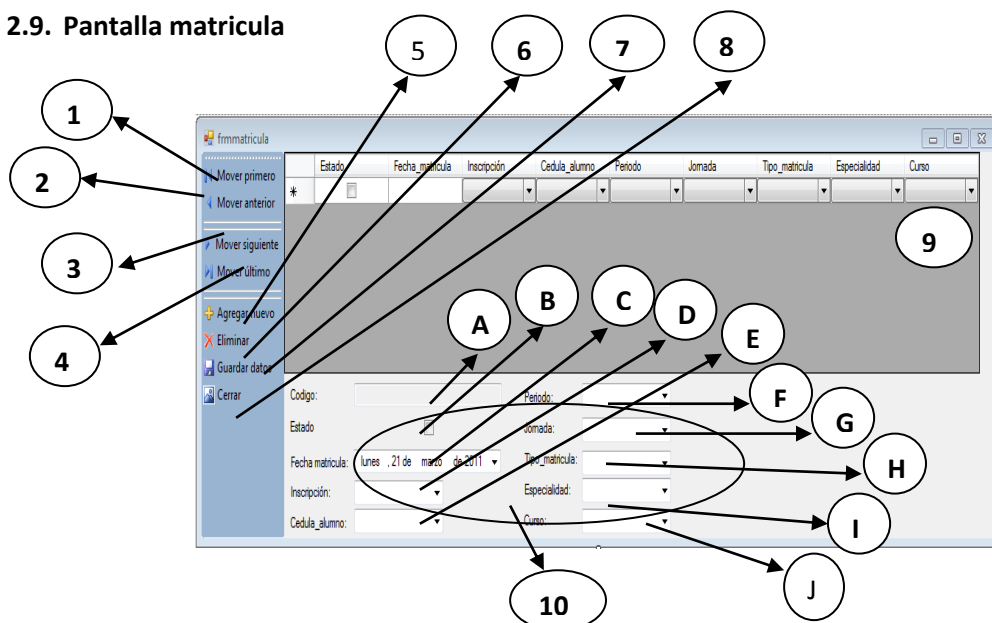 2.9. Pantalla matricula
5
6
7
8
1
2
3
4
frmmatricula
Mover primero
Mover anterior
Mover siguiente
Mover último
Agregar nuevo
Eliminar
Guardar datos
Cerrar
Estado Fecha_matricula Inscripción Cedula_alumno Periodo Jornada Tipo_matricula Especialidad Curso
*
9
A
B
C
D
E
F
G
H
I
J
Codigo: Periodo:
Estado Jornada:
Fecha matricula: lunes , 21 de marzo de 2011 Tipo_matricula:
Inscripción: Especialidad:
Cedula_alumno: Curso:
10